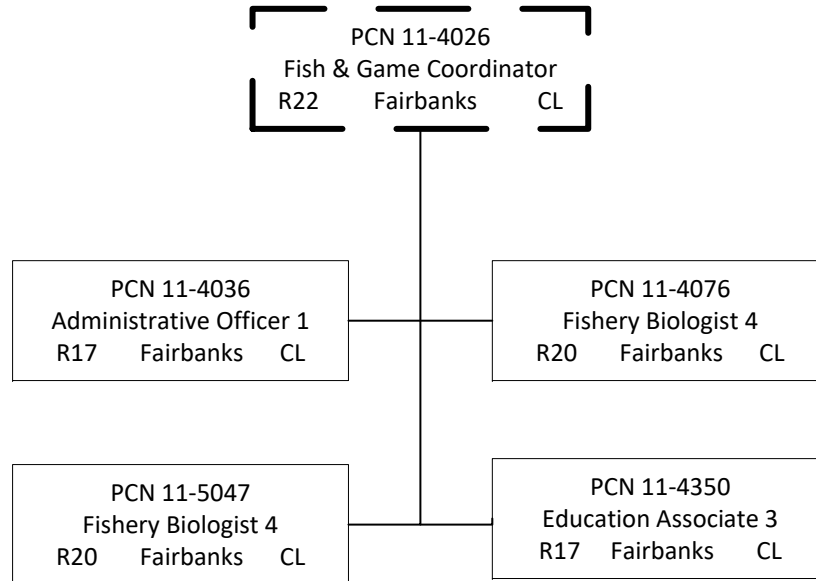 PCN 11-4026
Fish & Game Coordinator
R22 Fairbanks CL
PCN 11-4036
Administrative Officer 1
R17 Fairbanks CL
PCN 11-4076
Fishery Biologist 4
R20 Fairbanks CL
PCN 11-5047
Fishery Biologist 4
R20 Fairbanks CL
PCN 11-4350
Education Associate 3
R17 Fairbanks CL